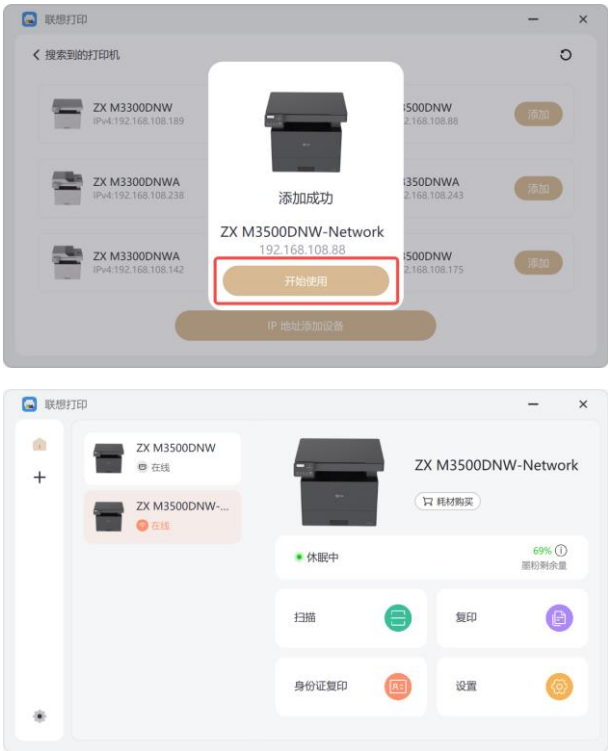 联想打印
搜索到的打印机
ZX M3300DNW
IPv4:192.168.108.189
3500DNW
2.168.108.88
添加
ZX M3300DNWA
IPv4:192.168.108.238
3350DNWA
2.168.108.243
添加
ZX M3300DNWA
IPv4:192.168.108.142
3500DNW
2.168.108.175
添加
添加成功
ZX M3500DNW-Network
192.168.108.88
开始使用
IP 地址添加设备
联想打印
ZX M3500DNW
在线
ZX M3500DNW-...
在线
ZX M3500DNW-Network
耗材购买
休眠中
69%
墨粉剩余量
扫描
复印
身份证复印
设置